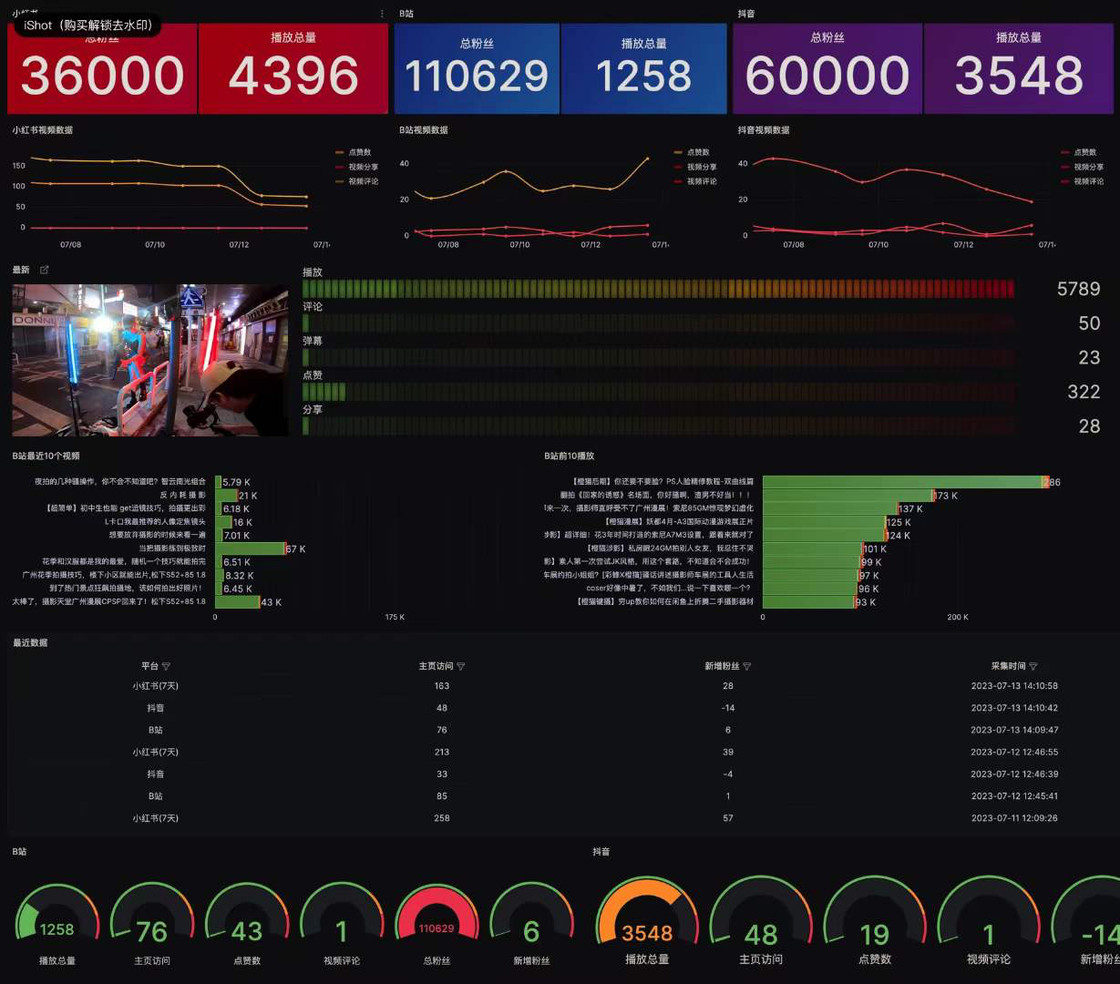 小红书
iShot（购买解锁去水印）
B站
抖音
总粉丝
播放总量
总粉丝
播放总量
总粉丝
播放总量
36000
4396
110629
1258
60000
3548
小红书视频数据
B站视频数据
抖音视频数据
点赞数
视频分享
视频评论
150
100
50
0
07/08
07/10
07/12
07/1-
点赞数
视频分享
视频评论
40
20
0
07/08
07/10
07/12
07/1-
点赞数
视频分享
视频评论
40
20
0
07/08
07/10
07/12
07/1-
最新
DONNI
播放
5789
评论
50
弹幕
23
点赞
322
分享
28
B站最近10个视频
夜拍的几种骚操作，你不会不知道吧？智云南光组合 5.79 K
反 内 耗 摄 影 21 K
【超简单】初中生也能 get运镜技巧，拍摄更出彩 6.18 K
L卡口我最推荐的人像定焦镜头 16 K
想要放弃摄影的时候来看一遍 7.01 K
当把摄影练到极致时 67 K
花季和汉服都是我的最爱，随机一个技巧就能拍完 6.51 K
广州花季拍摄技巧，楼下小区就能出片,松下S52+85 1.8 8.32 K
到了热门景点狂飙拍摄地，该如何拍出好照片！ 6.45 K
太棒了，摄影天堂广州漫展CPSP回来了！松下S52+85 1.8 43 K
0
175 K
B站前10播放
【橙猫后期】你还要不要脸？PS人脸精修教程-双曲线篇 286
翻拍《回家的诱惑》名场面，你好骚啊，渣男不好当！！！ 173 K
来一次，摄影师直呼受不了广州漫展！索尼85GM惊现梦幻虚化 137 K
【橙猫漫展】妖都4月-A3国际动漫游戏展正片 125 K
涉影】超详细！花3年时间打造的索尼A7M3设置，跟着来就对了 124 K
【橙猫涉影】私房眼24GM拍别人女友，我忍住不哭 101 K
影】素人第一次尝试JK风格，用这个套路，不知道会不会成功！ 99 K
车展约拍小姐姐？[彩蜂X橙猫]骚话讲述摄影师车展的工具人生活 97 K
coser好像中暑了，不如我们...说一下喜欢哪一个？ 96 K
【橙猫键摄】穷up教你如何在闲鱼上折腾二手摄影器材 93 K
0
200 K
最近数据
平台 主页访问 新增粉丝 采集时间
小红书(7天) 163 28 2023-07-13 14:10:58
抖音 48 -14 2023-07-13 14:10:42
B站 76 6 2023-07-13 14:09:47
小红书(7天) 213 39 2023-07-12 12:46:55
抖音 33 -4 2023-07-12 12:46:39
B站 85 1 2023-07-12 12:45:41
小红书(7天) 258 57 2023-07-11 12:09:26
B站
抖音
1258
76
43
1
110629
6
3548
48
19
1
-14
播放总量
主页访问
点赞数
视频评论
总粉丝
新增粉丝
播放总量
主页访问
点赞数
视频评论
新增粉丝